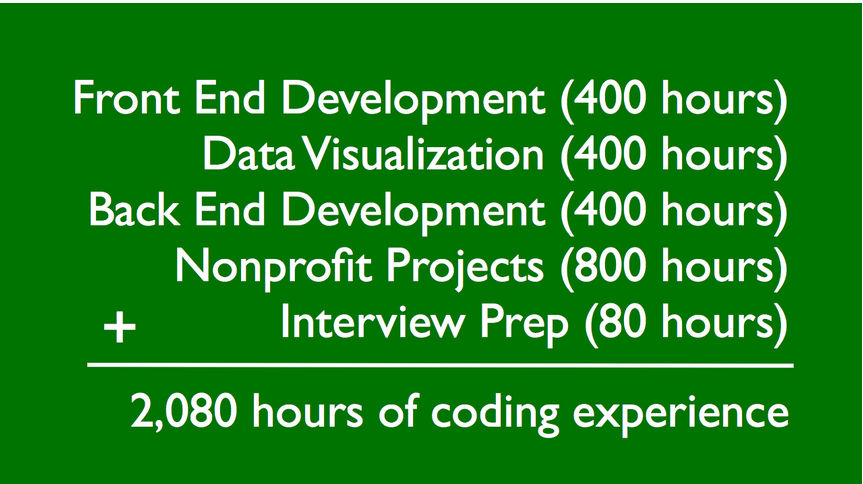 Front End Development (400 hours)
Data Visualization (400 hours)
Back End Development (400 hours)
Nonprofit Projects (800 hours)
+ Interview Prep (80 hours)
2,080 hours of coding experience